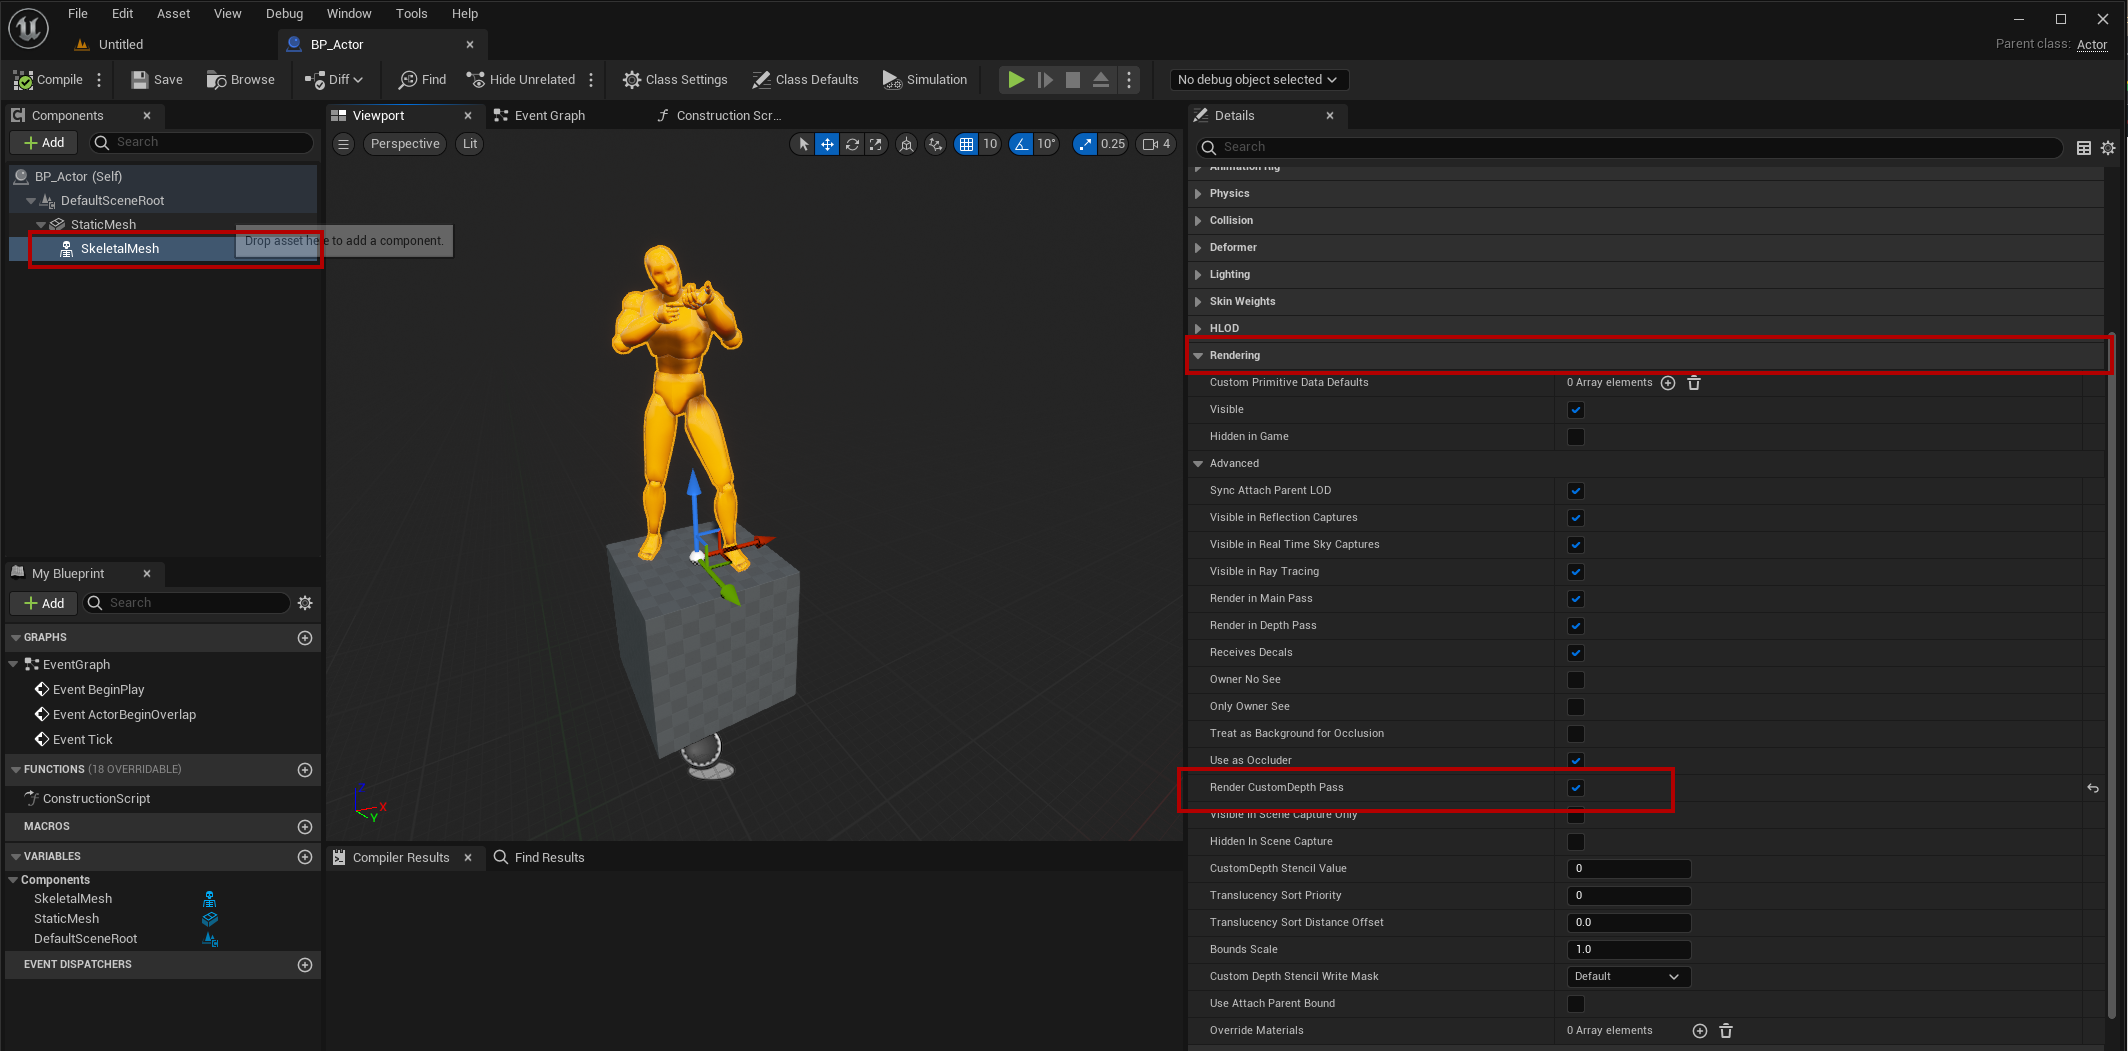 File Edit Asset View Debug Window Tools Help
Untitled
BP_Actor
Parent class: Actor
Compile
Save
Browse
Diff
Find
Hide Unrelated
Class Settings
Class Defaults
Simulation
No debug object selected
Components
Add
Search
BP_Actor (Self)
DefaultSceneRoot
StaticMesh
SkeletalMesh
Drop asset here to add a component.
Viewport
Event Graph
Construction Scr...
Perspective
Lit
10
10°
0.25
4
X
Y
My Blueprint
Add
Search
GRAPHS
EventGraph
Event BeginPlay
Event ActorBeginOverlap
Event Tick
FUNCTIONS (18 OVERRIDABLE)
ConstructionScript
MACROS
VARIABLES
Components
SkeletalMesh
StaticMesh
DefaultSceneRoot
EVENT DISPATCHERS
Compiler Results
Find Results
Details
Search
Animation Rig
Physics
Collision
Deformer
Lighting
Skin Weights
HLOD
Rendering
Custom Primitive Data Defaults 0 Array elements
Visible
Hidden in Game
Advanced
Sync Attach Parent LOD
Visible in Reflection Captures
Visible in Real Time Sky Captures
Visible in Ray Tracing
Render in Main Pass
Render in Depth Pass
Receives Decals
Owner No See
Only Owner See
Treat as Background for Occlusion
Use as Occluder
Render CustomDepth Pass
Visible in Scene Capture Only
Hidden In Scene Capture
CustomDepth Stencil Value 0
Translucency Sort Priority 0
Translucency Sort Distance Offset 0.0
Bounds Scale 1.0
Custom Depth Stencil Write Mask Default
Use Attach Parent Bound
Override Materials 0 Array elements